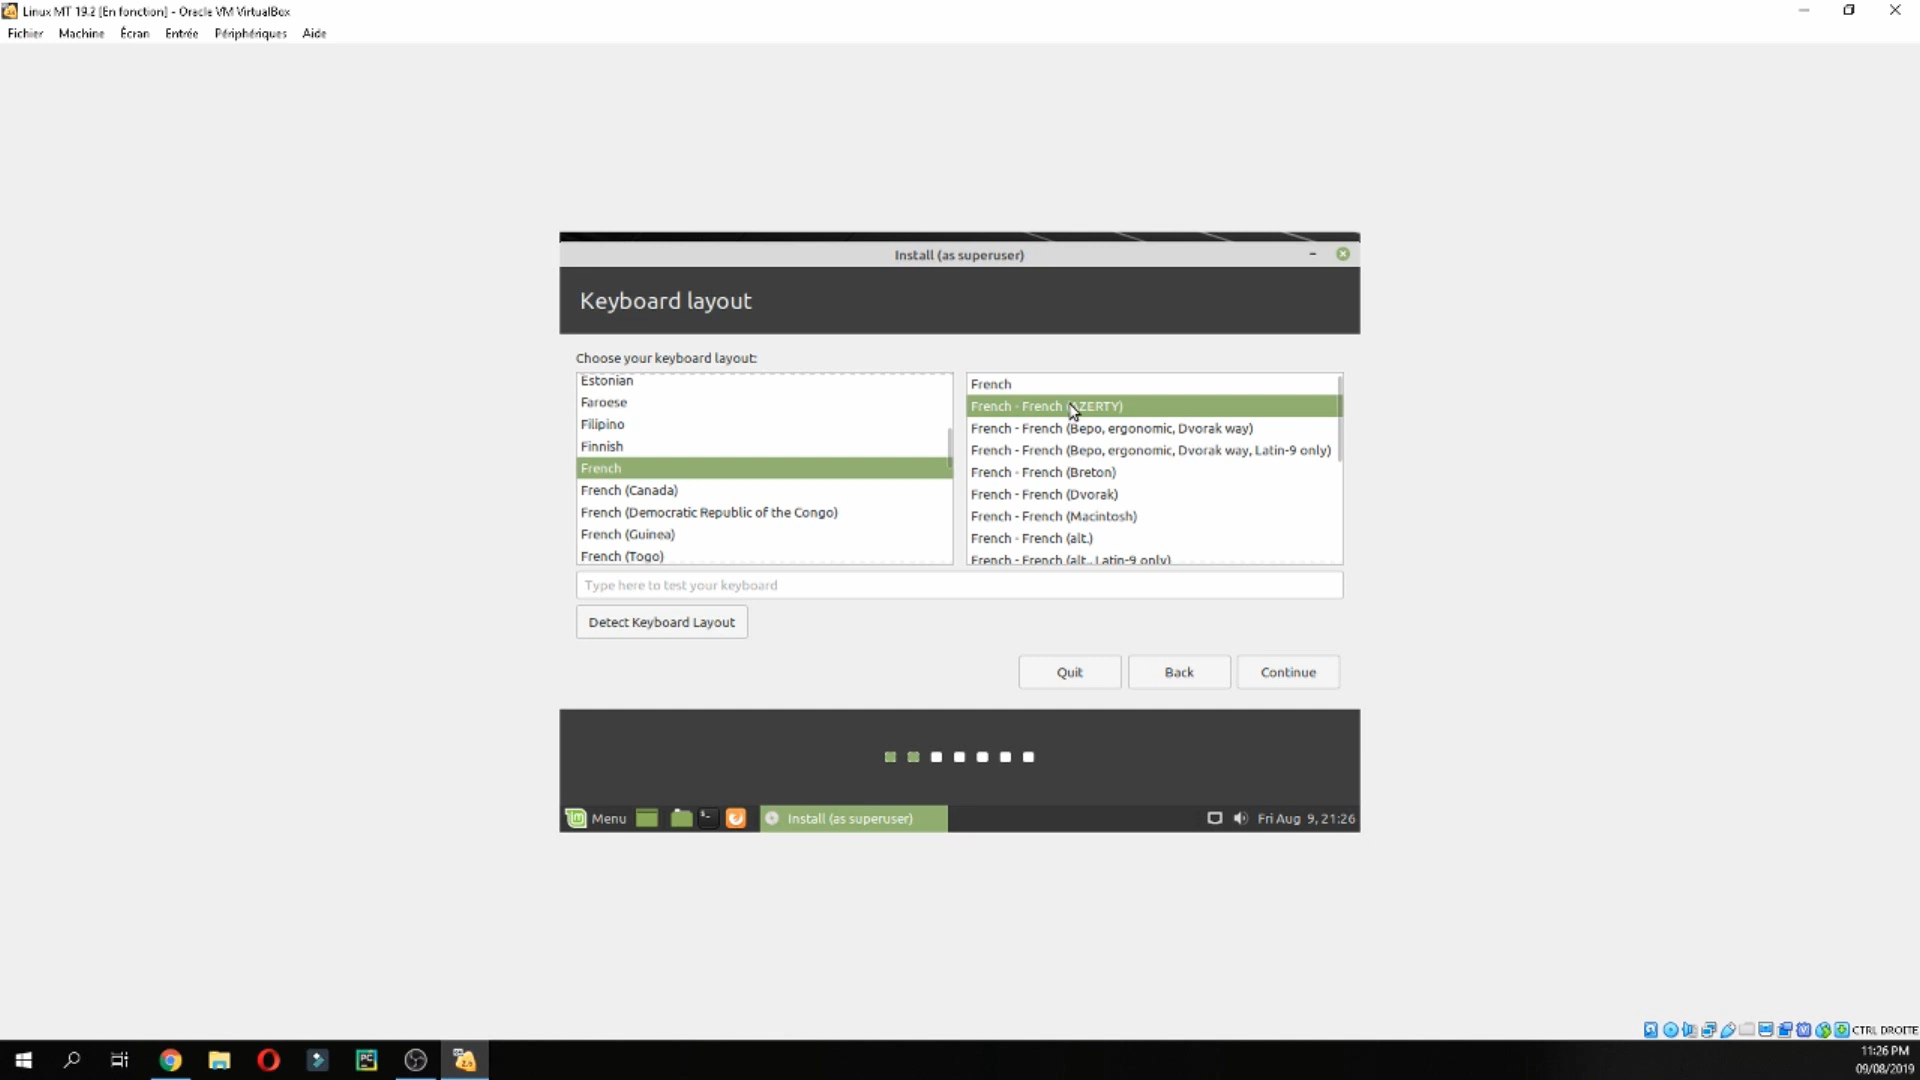 Linux MT 19.2 [En fonction] - Oracle VM VirtualBox
Fichier Machine Écran Entrée Périphériques Aide
Install (as superuser)
Keyboard layout
Choose your keyboard layout:
Estonian
Faroese
Filipino
Finnish
French
French (Canada)
French (Democratic Republic of the Congo)
French (Guinea)
French (Togo)
French
French - French (AZERTY)
French - French (Bepo, ergonomic, Dvorak way)
French - French (Bepo, ergonomic, Dvorak way, Latin-9 only)
French - French (Breton)
French - French (Dvorak)
French - French (Macintosh)
French - French (alt.)
French - French (alt., Latin-9 only)
Type here to test your keyboard
Detect Keyboard Layout
Quit Back Continue
Menu Install (as superuser) Fri Aug 9, 21:26
CTRL DROITE
PC
11:26 PM
09/08/2019